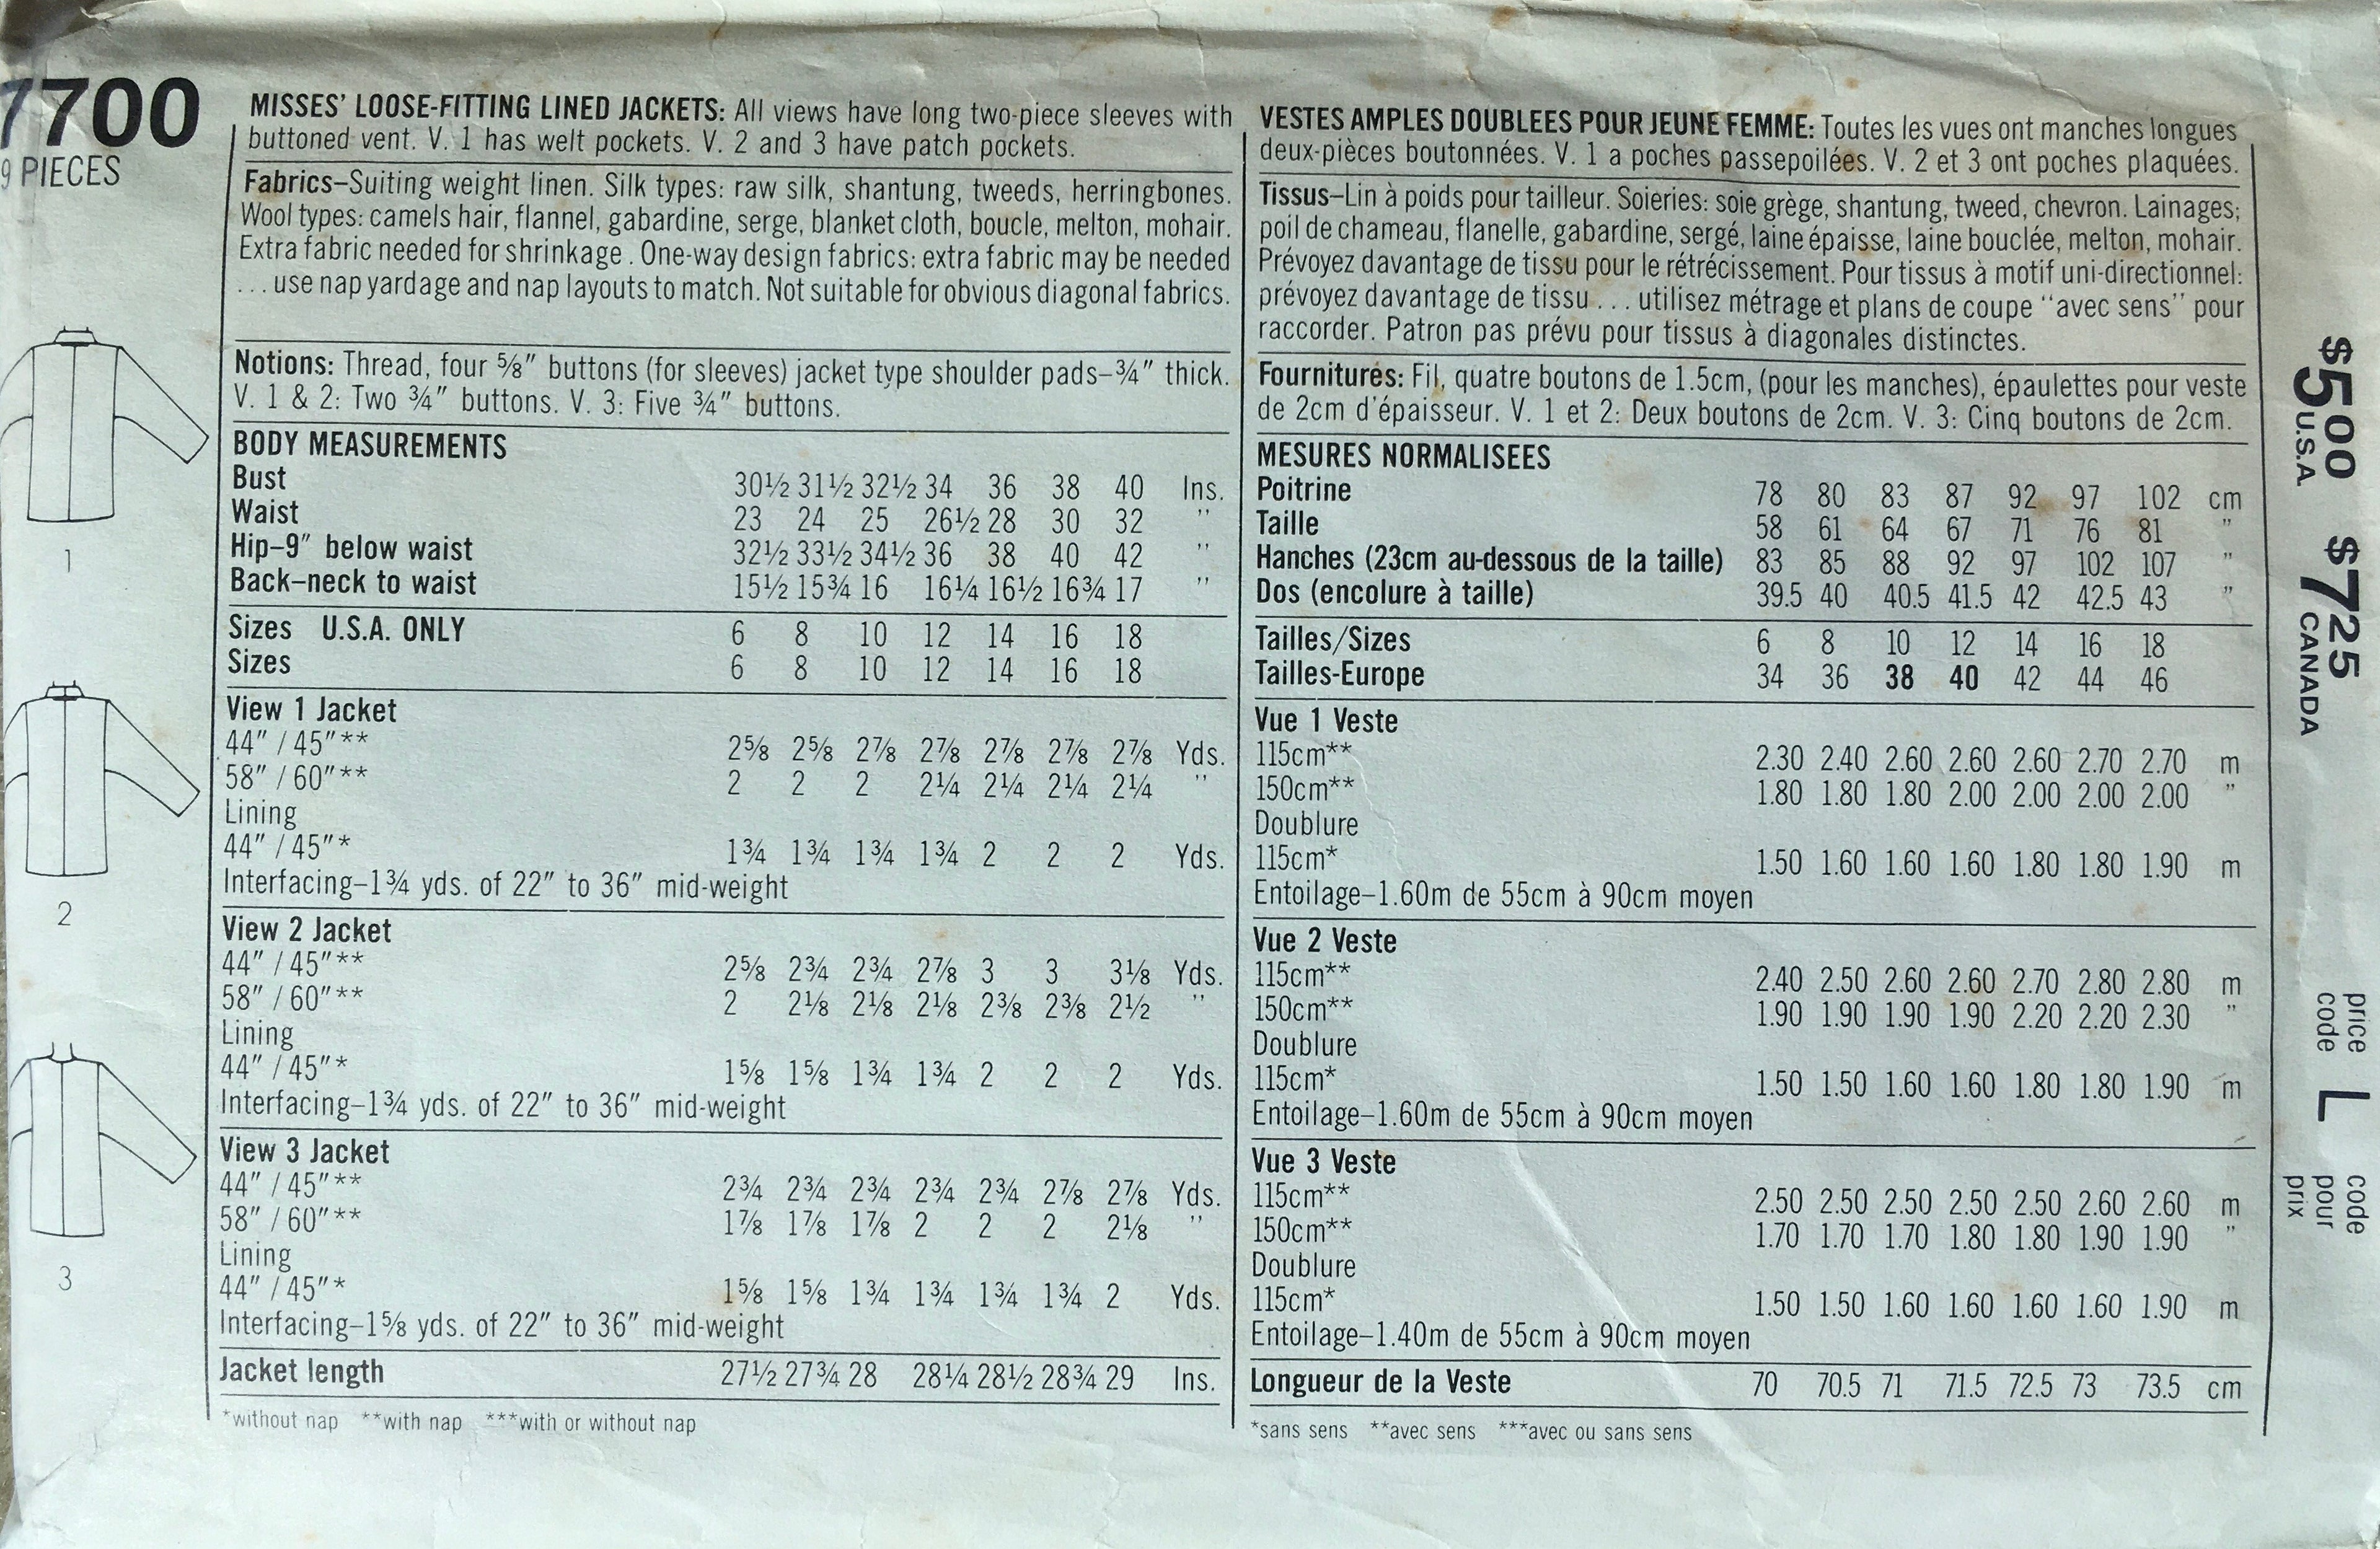 7700
9 PIECES
MISSES' LOOSE-FITTING LINED JACKETS: All views have long two-piece sleeves with
buttoned vent. V. 1 has welt pockets. V. 2 and 3 have patch pockets.
Fabrics–Suiting weight linen. Silk types: raw silk, shantung, tweeds, herringbones.
Wool types: camels hair, flannel, gabardine, serge, blanket cloth, boucle, melton, mohair.
Extra fabric needed for shrinkage. One-way design fabrics: extra fabric may be needed
...use nap yardage and nap layouts to match. Not suitable for obvious diagonal fabrics.
Notions: Thread, four ⅝" buttons (for sleeves) jacket type shoulder pads–¾" thick.
V. 1 & 2: Two ¾" buttons. V. 3: Five ¾" buttons.
BODY MEASUREMENTS
Bust 30½ 31½ 32½ 34 36 38 40 Ins.
Waist 23 24 25 26½ 28 30 32 "
Hip–9" below waist 32½ 33½ 34½ 36 38 40 42 "
Back–neck to waist 15½ 15¾ 16 16¼ 16½ 16¾ 17 "
Sizes U.S.A. ONLY 6 8 10 12 14 16 18
Sizes 6 8 10 12 14 16 18
View 1 Jacket
44" / 45"** 2⅝ 2⅝ 2⅞ 2⅞ 2⅞ 2⅞ 2⅞ Yds.
58" / 60"** 2 2 2 2¼ 2¼ 2¼ 2¼ "
Lining
44" / 45"* 1¾ 1¾ 1¾ 1¾ 2 2 2 Yds.
Interfacing–1¾ yds. of 22" to 36" mid-weight
View 2 Jacket
44" / 45"** 2⅝ 2¾ 2¾ 2⅞ 3 3 3⅛ Yds.
58" / 60"** 2 2⅛ 2⅛ 2⅛ 2⅜ 2⅜ 2½ "
Lining
44" / 45"* 1⅝ 1⅝ 1¾ 1¾ 2 2 2 Yds.
Interfacing–1¾ yds. of 22" to 36" mid-weight
View 3 Jacket
44" / 45"** 2¾ 2¾ 2¾ 2¾ 2¾ 2⅞ 2⅞ Yds.
58" / 60"** 1⅞ 1⅞ 1⅞ 2 2 2 2⅛ "
Lining
44" / 45"* 1⅝ 1⅝ 1¾ 1¾ 1¾ 1¾ 2 Yds.
Interfacing–1⅝ yds. of 22" to 36" mid-weight
Jacket length 27½ 27¾ 28 28¼ 28½ 28¾ 29 Ins.
*without nap **with nap ***with or without nap
VESTES AMPLES DOUBLEES POUR JEUNE FEMME: Toutes les vues ont manches longues
deux-pièces boutonnées. V. 1 a poches passepoilées. V. 2 et 3 ont poches plaquées.
Tissus–Lin à poids pour tailleur. Soieries: soie grège, shantung, tweed, chevron. Lainages;
poil de chameau, flanelle, gabardine, sergé, laine épaisse, laine bouclée, melton, mohair.
Prévoyez davantage de tissu pour le rétrécissement. Pour tissus à motif uni-directionnel:
prévoyez davantage de tissu ... utilisez métrage et plans de coupe "avec sens" pour
raccorder. Patron pas prévu pour tissus à diagonales distinctes.
Fournitures: Fil, quatre boutons de 1.5cm, (pour les manches), épaulettes pour veste
de 2cm d'épaisseur. V. 1 et 2: Deux boutons de 2cm. V. 3: Cinq boutons de 2cm.
MESURES NORMALISEES
Poitrine 78 80 83 87 92 97 102 cm
Taille 58 61 64 67 71 76 81 "
Hanches (23cm au-dessous de la taille) 83 85 88 92 97 102 107 "
Dos (encolure à taille) 39.5 40 40.5 41.5 42 42.5 43 "
Tailles/Sizes 6 8 10 12 14 16 18
Tailles-Europe 34 36 38 40 42 44 46
Vue 1 Veste
115cm** 2.30 2.40 2.60 2.60 2.60 2.70 2.70 m
150cm** 1.80 1.80 1.80 2.00 2.00 2.00 2.00 "
Doublure
115cm* 1.50 1.60 1.60 1.60 1.80 1.80 1.90 m
Entoilage–1.60m de 55cm à 90cm moyen
Vue 2 Veste
115cm** 2.40 2.50 2.60 2.60 2.70 2.80 2.80 m
150cm** 1.90 1.90 1.90 1.90 2.20 2.20 2.30 "
Doublure
115cm* 1.50 1.50 1.60 1.60 1.80 1.80 1.90 m
Entoilage–1.60m de 55cm à 90cm moyen
Vue 3 Veste
115cm** 2.50 2.50 2.50 2.50 2.50 2.60 2.60 m
150cm** 1.70 1.70 1.70 1.80 1.80 1.90 1.90 "
Doublure
115cm* 1.50 1.50 1.60 1.60 1.60 1.60 1.90 m
Entoilage–1.40m de 55cm à 90cm moyen
Longueur de la Veste 70 70.5 71 71.5 72.5 73 73.5 cm
*sans sens **avec sens ***avec ou sans sens
1
2
3
$5.00 U.S.A. $7.25 CANADA
price code L code pour prix